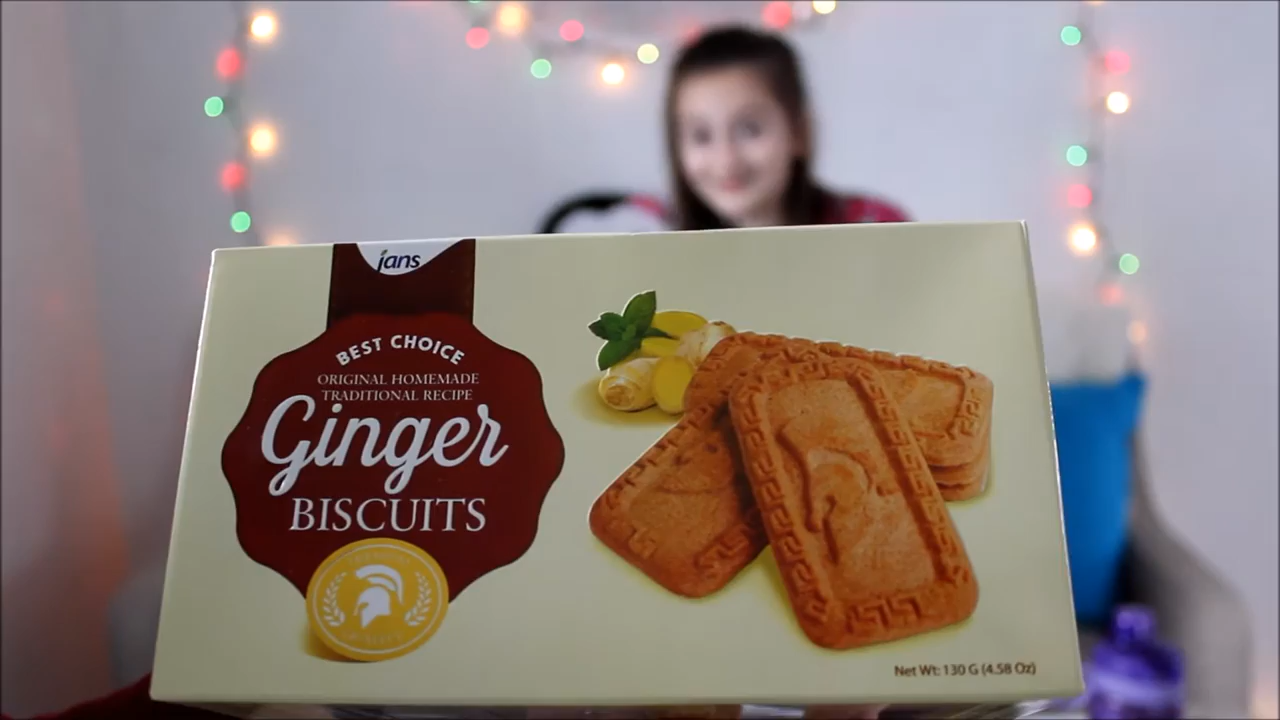 jans
BEST CHOICE
ORIGINAL HOMEMADE
TRADITIONAL RECIPE
Ginger
BISCUITS
Net Wt: 130 G (4.58 Oz)